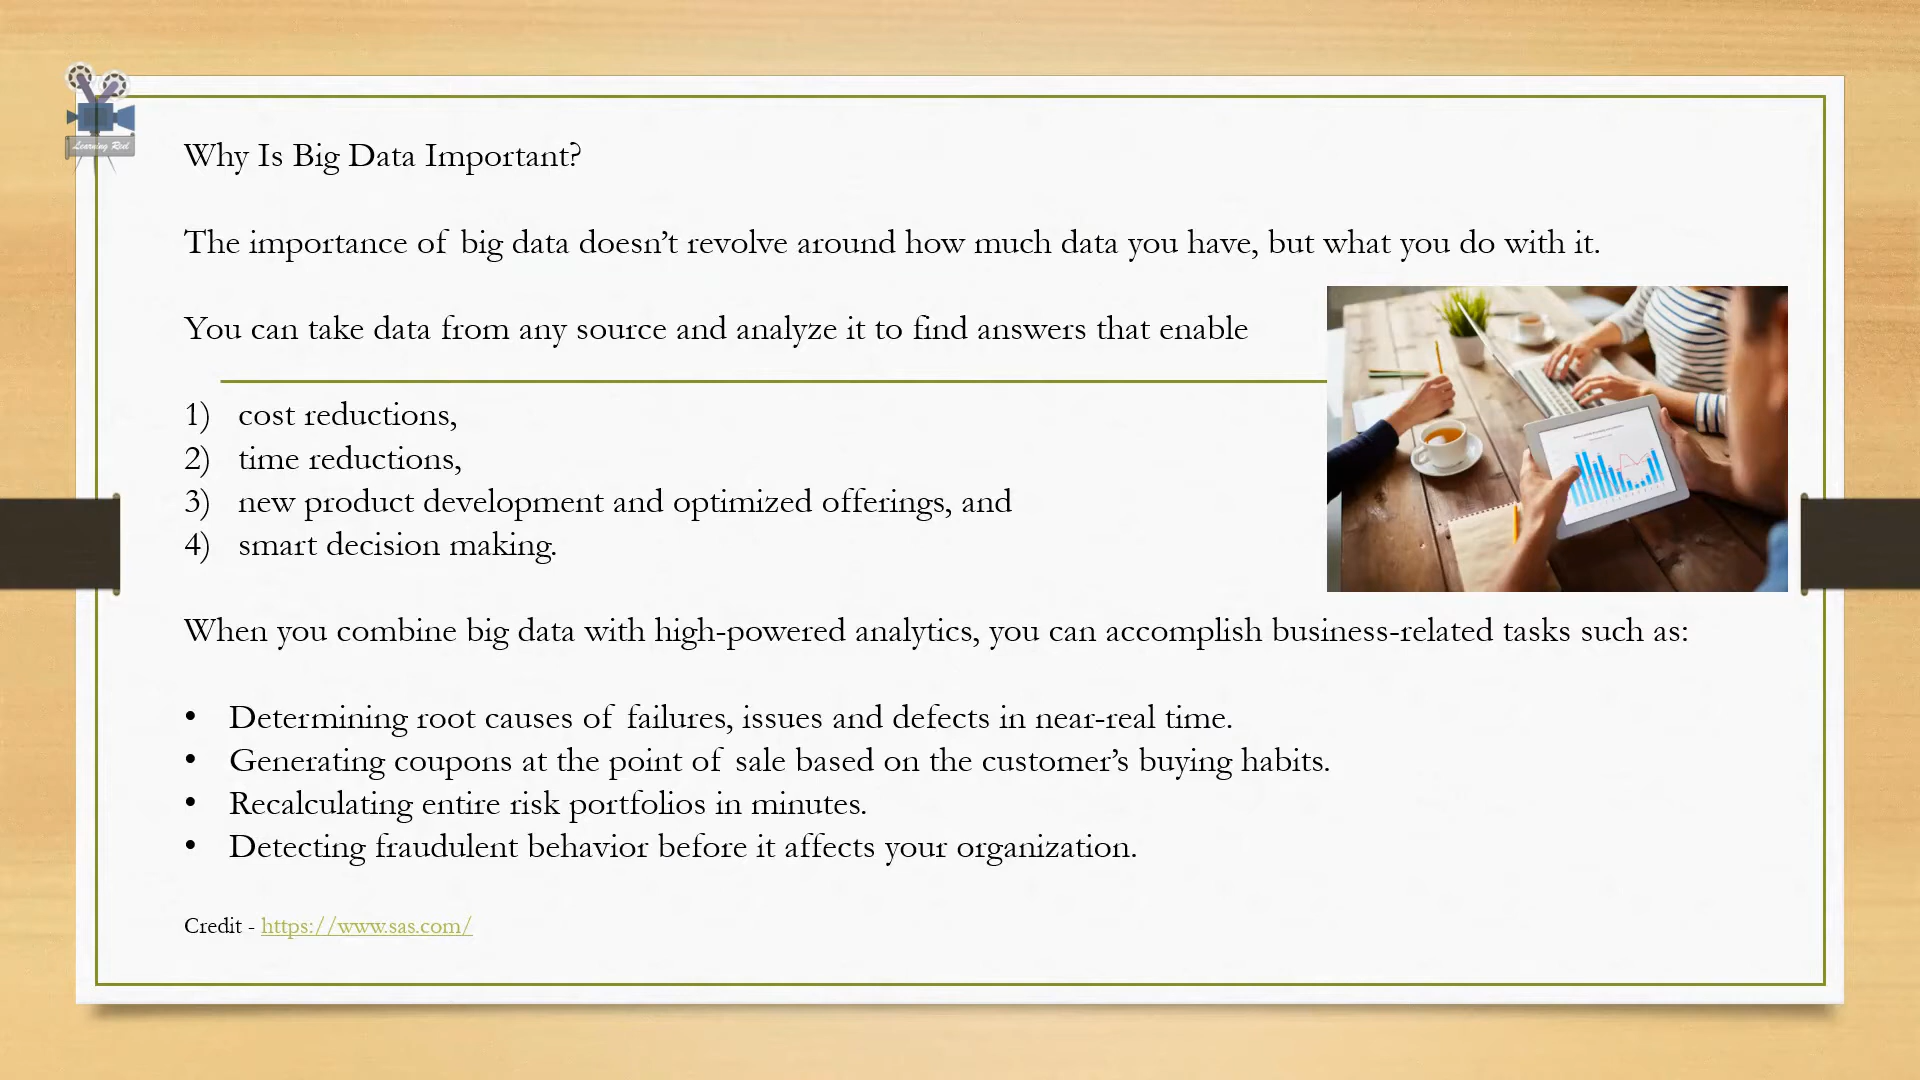 Learning Reel
Why Is Big Data Important?
The importance of big data doesn’t revolve around how much data you have, but what you do with it.
You can take data from any source and analyze it to find answers that enable
1) cost reductions,
2) time reductions,
3) new product development and optimized offerings, and
4) smart decision making.
When you combine big data with high-powered analytics, you can accomplish business-related tasks such as:
• Determining root causes of failures, issues and defects in near-real time.
• Generating coupons at the point of sale based on the customer’s buying habits.
• Recalculating entire risk portfolios in minutes.
• Detecting fraudulent behavior before it affects your organization.
Credit - https://www.sas.com/